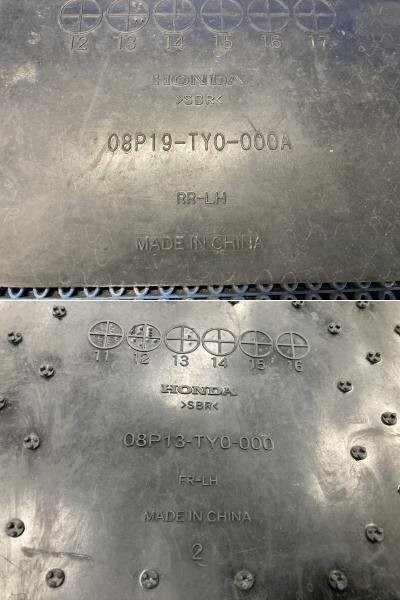 12 13 14 15 16 17
HONDA
>SBR<
08P19-TY0-000A
RR-LH
MADE IN CHINA
11 12 13 14 15 16
HONDA
>SBR<
08P13-TY0-000
FR-LH
MADE IN CHINA
2